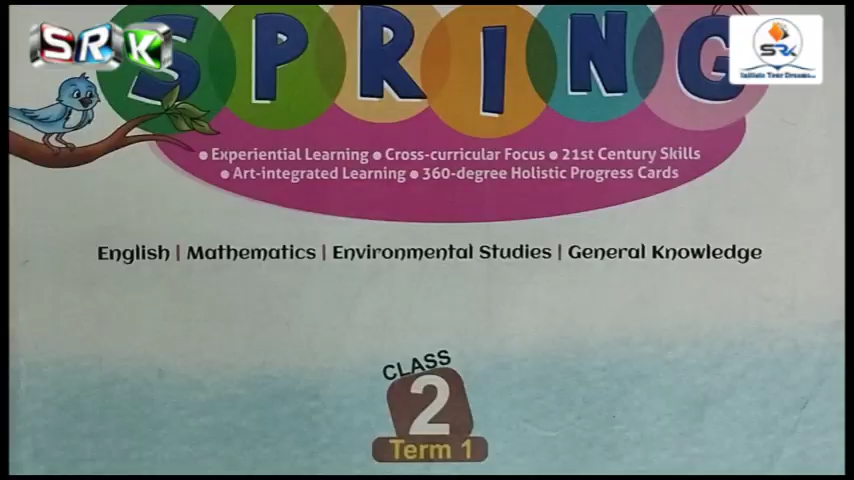 SRK
SPRING
SRK
Initiate Your Dreams...
• Experiential Learning • Cross-curricular Focus • 21st Century Skills
• Art-integrated Learning • 360-degree Holistic Progress Cards
English | Mathematics | Environmental Studies | General Knowledge
CLASS
2
Term 1